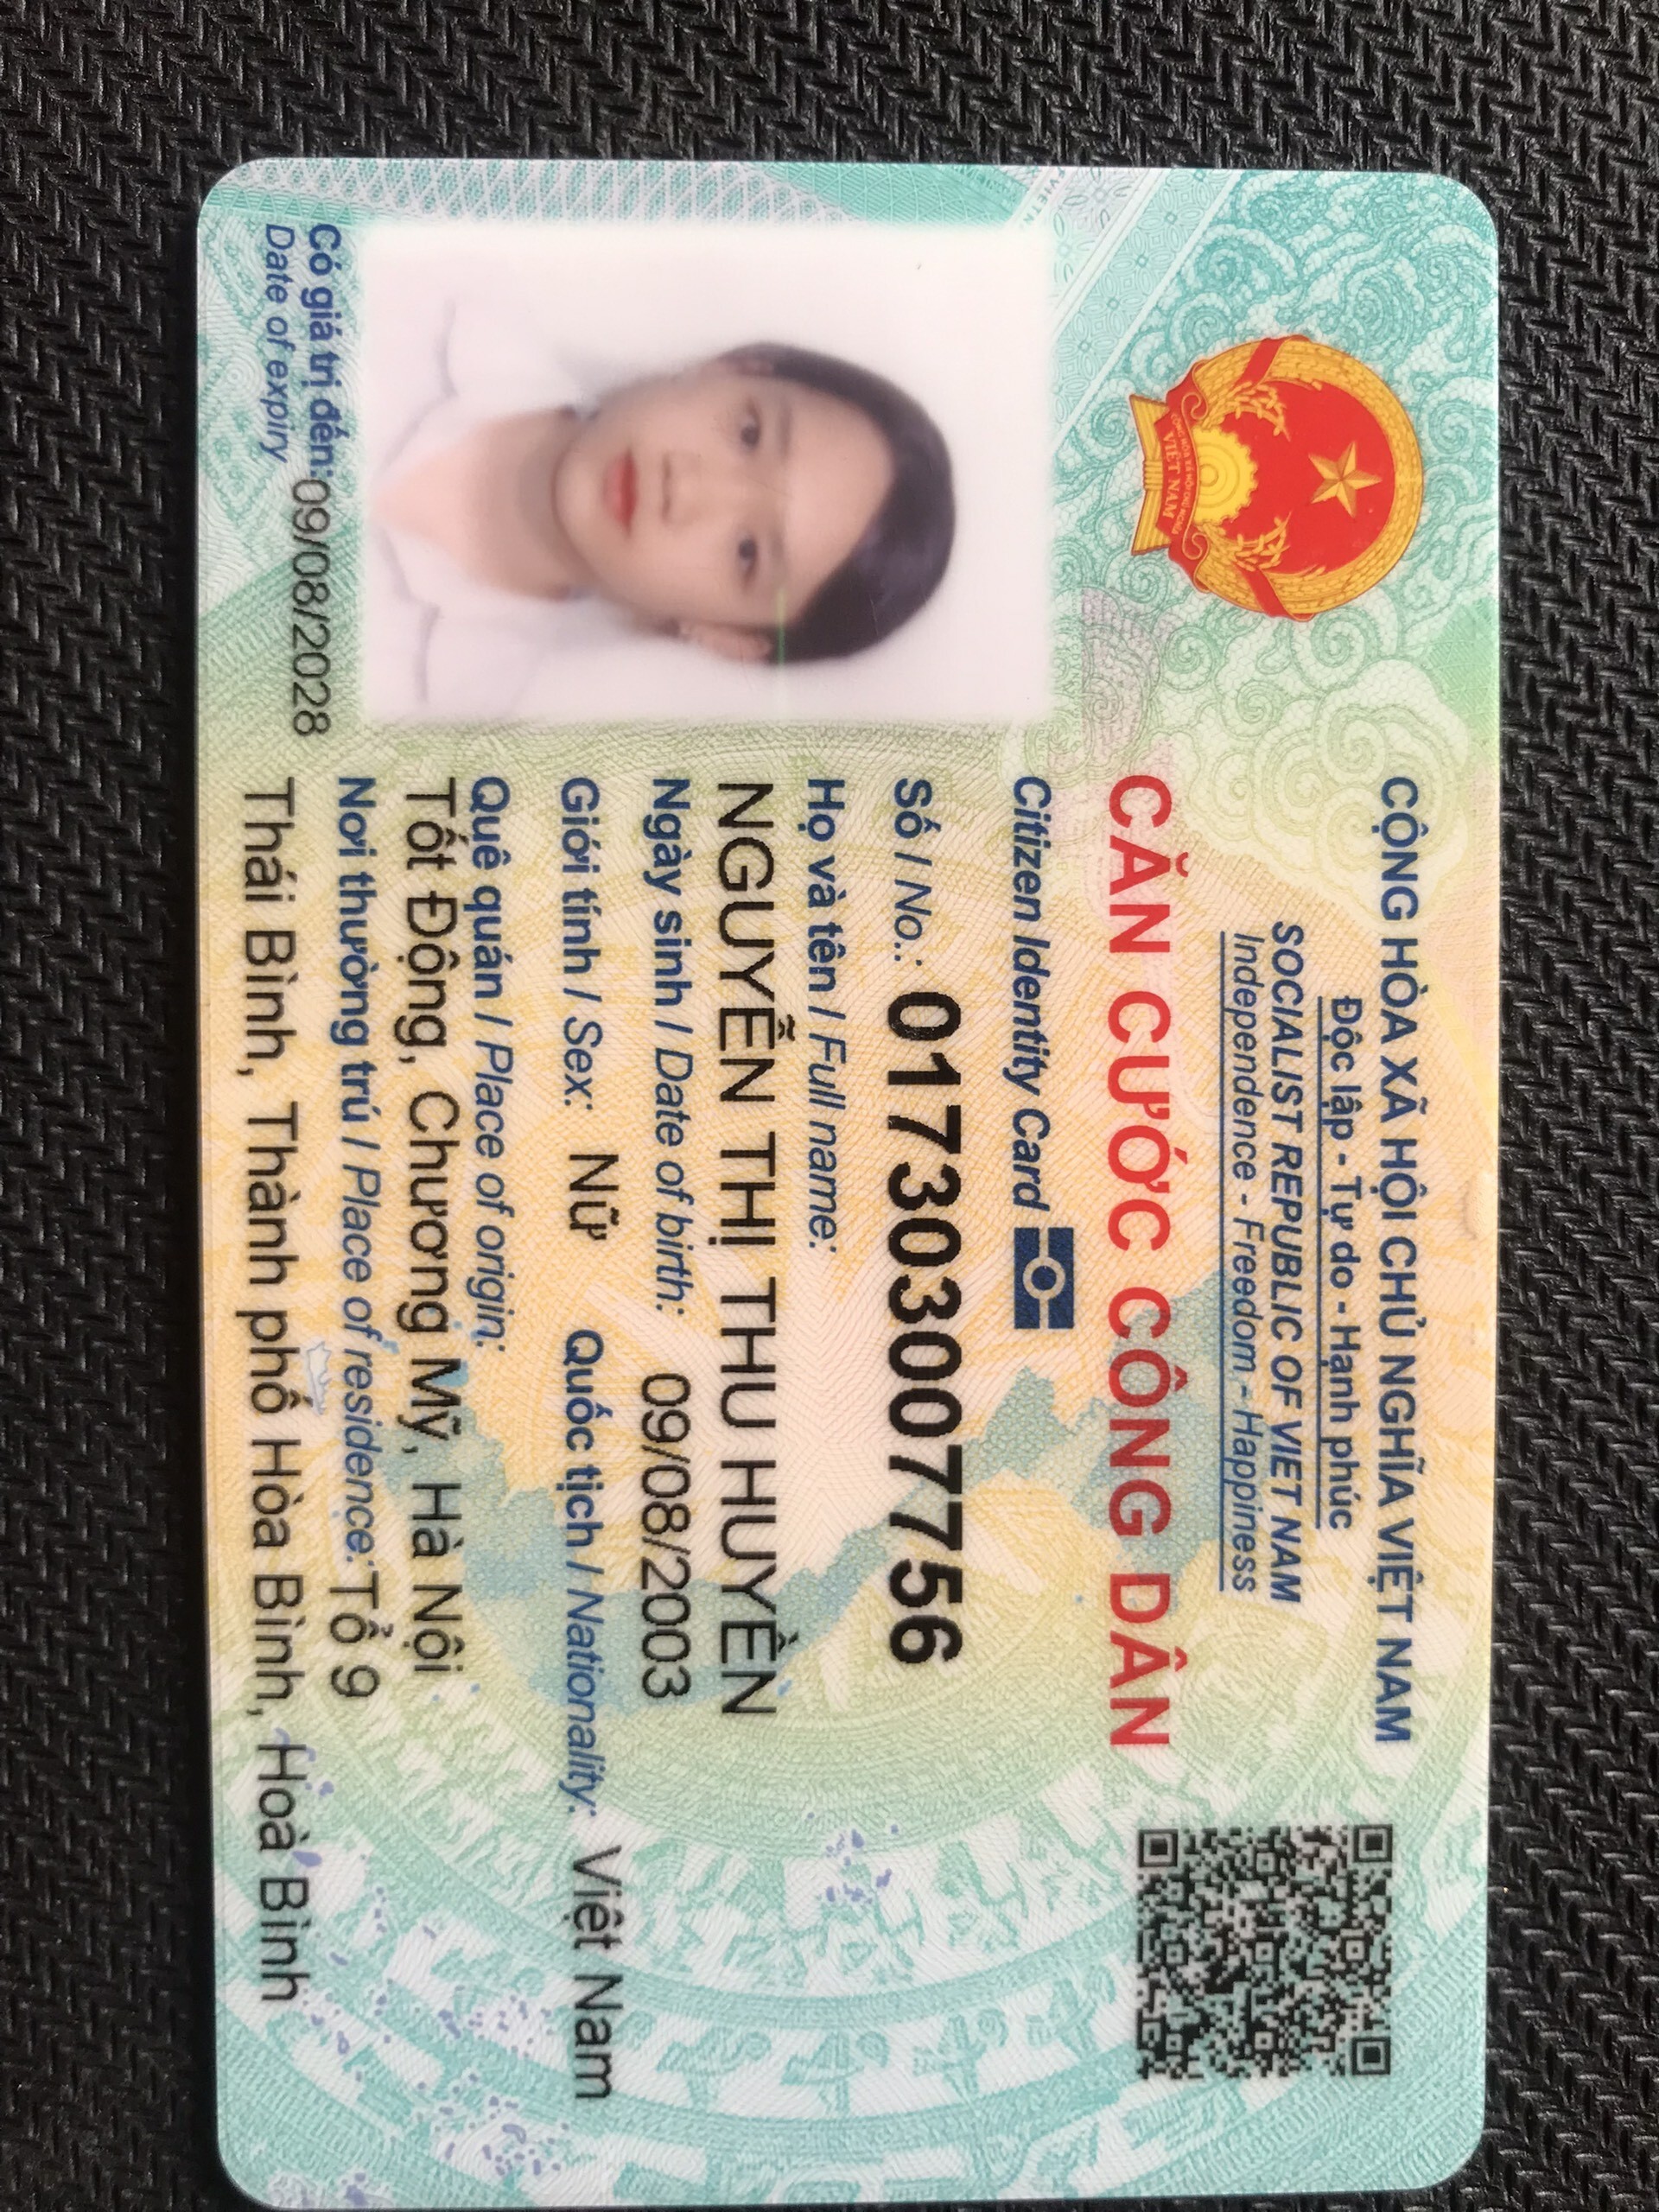 CỘNG HÒA XÃ HỘI CHỦ NGHĨA VIỆT NAM
Độc lập - Tự do - Hạnh phúc
SOCIALIST REPUBLIC OF VIET NAM
Independence - Freedom - Happiness
CĂN CƯỚC CÔNG DÂN
Citizen Identity Card
Số / No.: 017303007756
Họ và tên / Full name:
NGUYỄN THỊ THU HUYỀN
Ngày sinh / Date of birth: 09/08/2003
Giới tính / Sex: Nữ Quốc tịch / Nationality: Việt Nam
Quê quán / Place of origin:
Tốt Động, Chương Mỹ, Hà Nội
Nơi thường trú / Place of residence: Tổ 9
Thái Bình, Thành phố Hòa Bình, Hoà Bình
Có giá trị đến: 09/08/2028
Date of expiry
VIỆT NAM